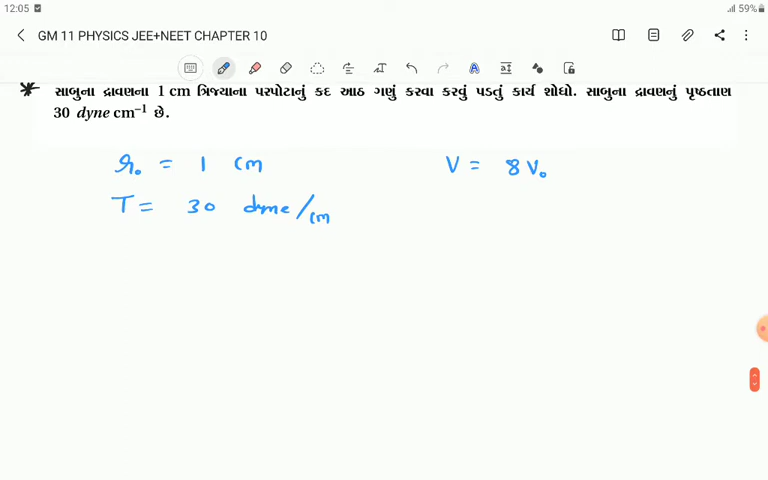 12:05 59%
GM 11 PHYSICS JEE+NEET CHAPTER 10
સાબુના દ્રાવણના 1 cm ત્રિજ્યાના પરપોટાનું કદ આઠ ગણું કરવા કરવું પડતું કાર્ય શોધો. સાબુના દ્રાવણનું પૃષ્ઠતાણ
30 dyne cm⁻¹ છે.
r₀ = 1 cm V = 8 V₀
T = 30 dyne/cm